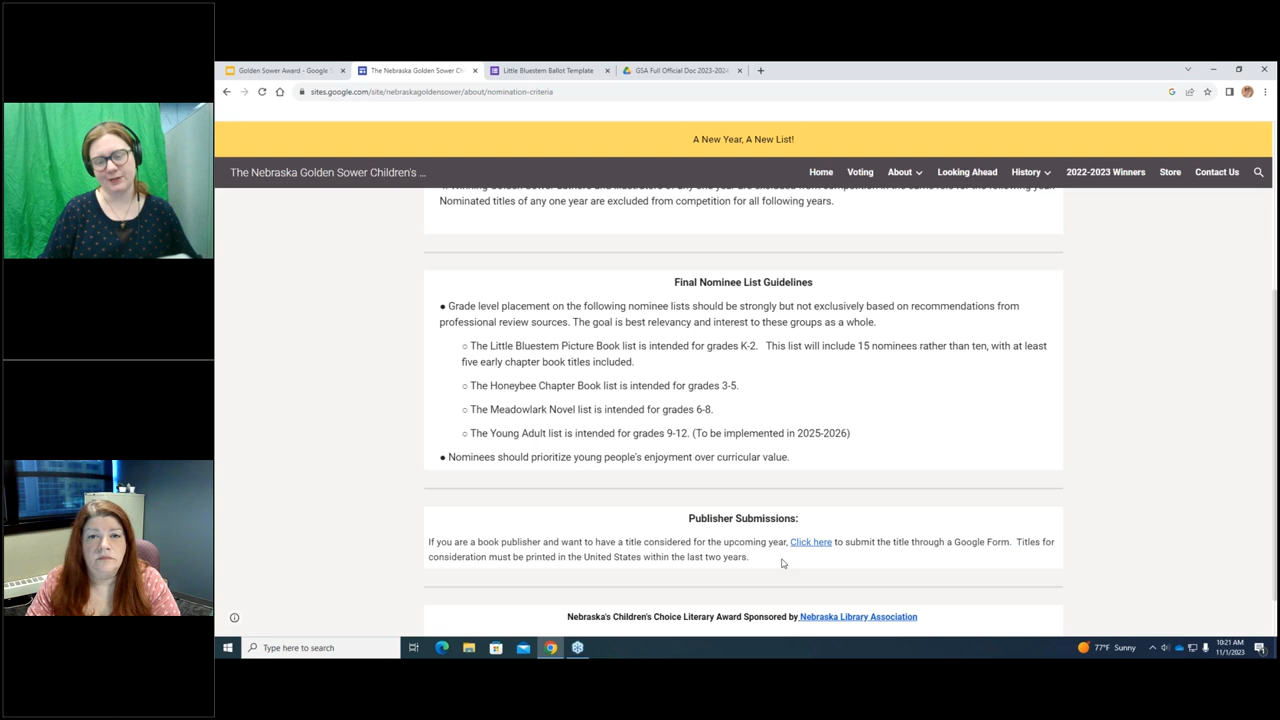 Golden Sower Award - Google S
The Nebraska Golden Sower Ch
Little Bluestem Ballot Template
GSA Full Official Doc 2023-2024
sites.google.com/site/nebraskagoldensower/about/nomination-criteria
A New Year, A New List!
The Nebraska Golden Sower Children's ...
Home Voting About Looking Ahead History 2022-2023 Winners Store Contact Us
Nominated titles of any one year are excluded from competition for all following years.
Final Nominee List Guidelines
● Grade level placement on the following nominee lists should be strongly but not exclusively based on recommendations from
professional review sources. The goal is best relevancy and interest to these groups as a whole.
○ The Little Bluestem Picture Book list is intended for grades K-2. This list will include 15 nominees rather than ten, with at least
five early chapter book titles included.
○ The Honeybee Chapter Book list is intended for grades 3-5.
○ The Meadowlark Novel list is intended for grades 6-8.
○ The Young Adult list is intended for grades 9-12. (To be implemented in 2025-2026)
● Nominees should prioritize young people's enjoyment over curricular value.
Publisher Submissions:
If you are a book publisher and want to have a title considered for the upcoming year, Click here to submit the title through a Google Form. Titles for
consideration must be printed in the United States within the last two years.
Nebraska's Children's Choice Literary Award Sponsored by Nebraska Library Association
Type here to search
77°F Sunny
10:21 AM
11/1/2023